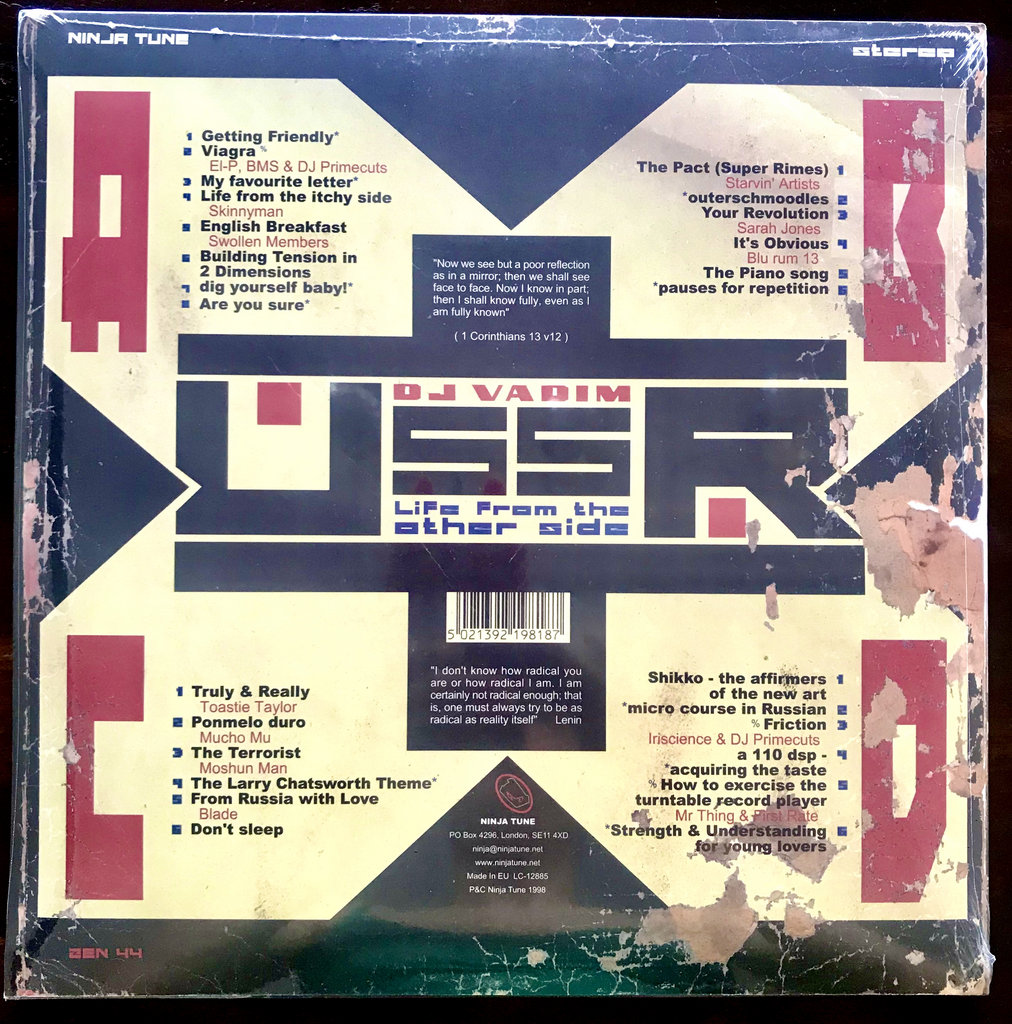 NINJA TUNE
stereo
A
1 Getting Friendly*
2 Viagra %
El-P, BMS & DJ Primecuts
3 My favourite letter*
4 Life from the itchy side
Skinnyman
5 English Breakfast
Swollen Members
6 Building Tension in
2 Dimensions
7 dig yourself baby!*
8 Are you sure*
B
The Pact (Super Rimes) 1
Starvin' Artists
*outerschmoodles 2
Your Revolution 3
Sarah Jones
It's Obvious 4
Blu rum 13
The Piano song 5
*pauses for repetition 6
"Now we see but a poor reflection
as in a mirror; then we shall see
face to face. Now I know in part;
then I shall know fully, even as I
am fully known"
( 1 Corinthians 13 v12 )
DJ VADIM
USSR
Life from the
other side
5 021392 198187
"I don't know how radical you
are or how radical I am. I am
certainly not radical enough; that
is, one must always try to be as
radical as reality itself" Lenin
C
1 Truly & Really
Toastie Taylor
2 Ponmelo duro
Mucho Mu
3 The Terrorist
Moshun Man
4 The Larry Chatsworth Theme*
5 From Russia with Love
Blade
6 Don't sleep
D
Shikko - the affirmers 1
of the new art
*micro course in Russian 2
% Friction 3
Iriscience & DJ Primecuts
a 110 dsp - 4
*acquiring the taste
% How to exercise the 5
turntable record player
Mr Thing & First Rate
*Strength & Understanding 6
for young lovers
NINJA TUNE
PO Box 4296, London, SE11 4XD
ninja@ninjatune.net
www.ninjatune.net
Made In EU LC-12885
P&C Ninja Tune 1998
ZEN 44